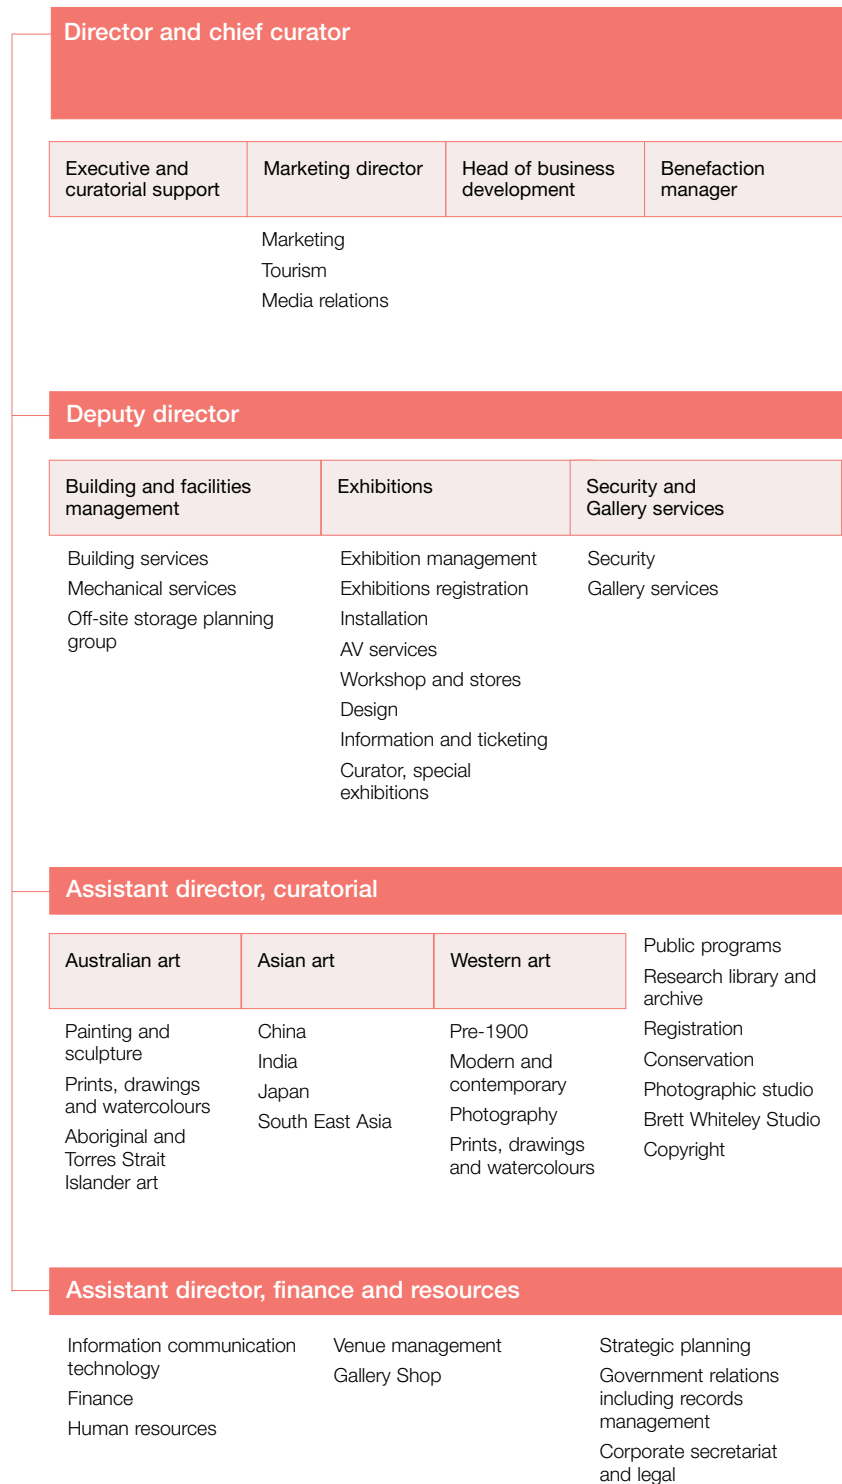 Director and chief curator
Executive and
curatorial support
Marketing director
Head of business
development
Benefaction
manager
Marketing
Tourism
Media relations
Deputy director
Building and facilities
management
Exhibitions
Security and
Gallery services
Building services
Mechanical services
Off-site storage planning
group
Exhibition management
Exhibitions registration
Installation
AV services
Workshop and stores
Design
Information and ticketing
Curator, special
exhibitions
Security
Gallery services
Assistant director, curatorial
Australian art
Asian art
Western art
Painting and
sculpture
Prints, drawings
and watercolours
Aboriginal and
Torres Strait
Islander art
China
India
Japan
South East Asia
Pre-1900
Modern and
contemporary
Photography
Prints, drawings
and watercolours
Public programs
Research library and
archive
Registration
Conservation
Photographic studio
Brett Whiteley Studio
Copyright
Assistant director, finance and resources
Information communication
technology
Finance
Human resources
Venue management
Gallery Shop
Strategic planning
Government relations
including records
management
Corporate secretariat
and legal